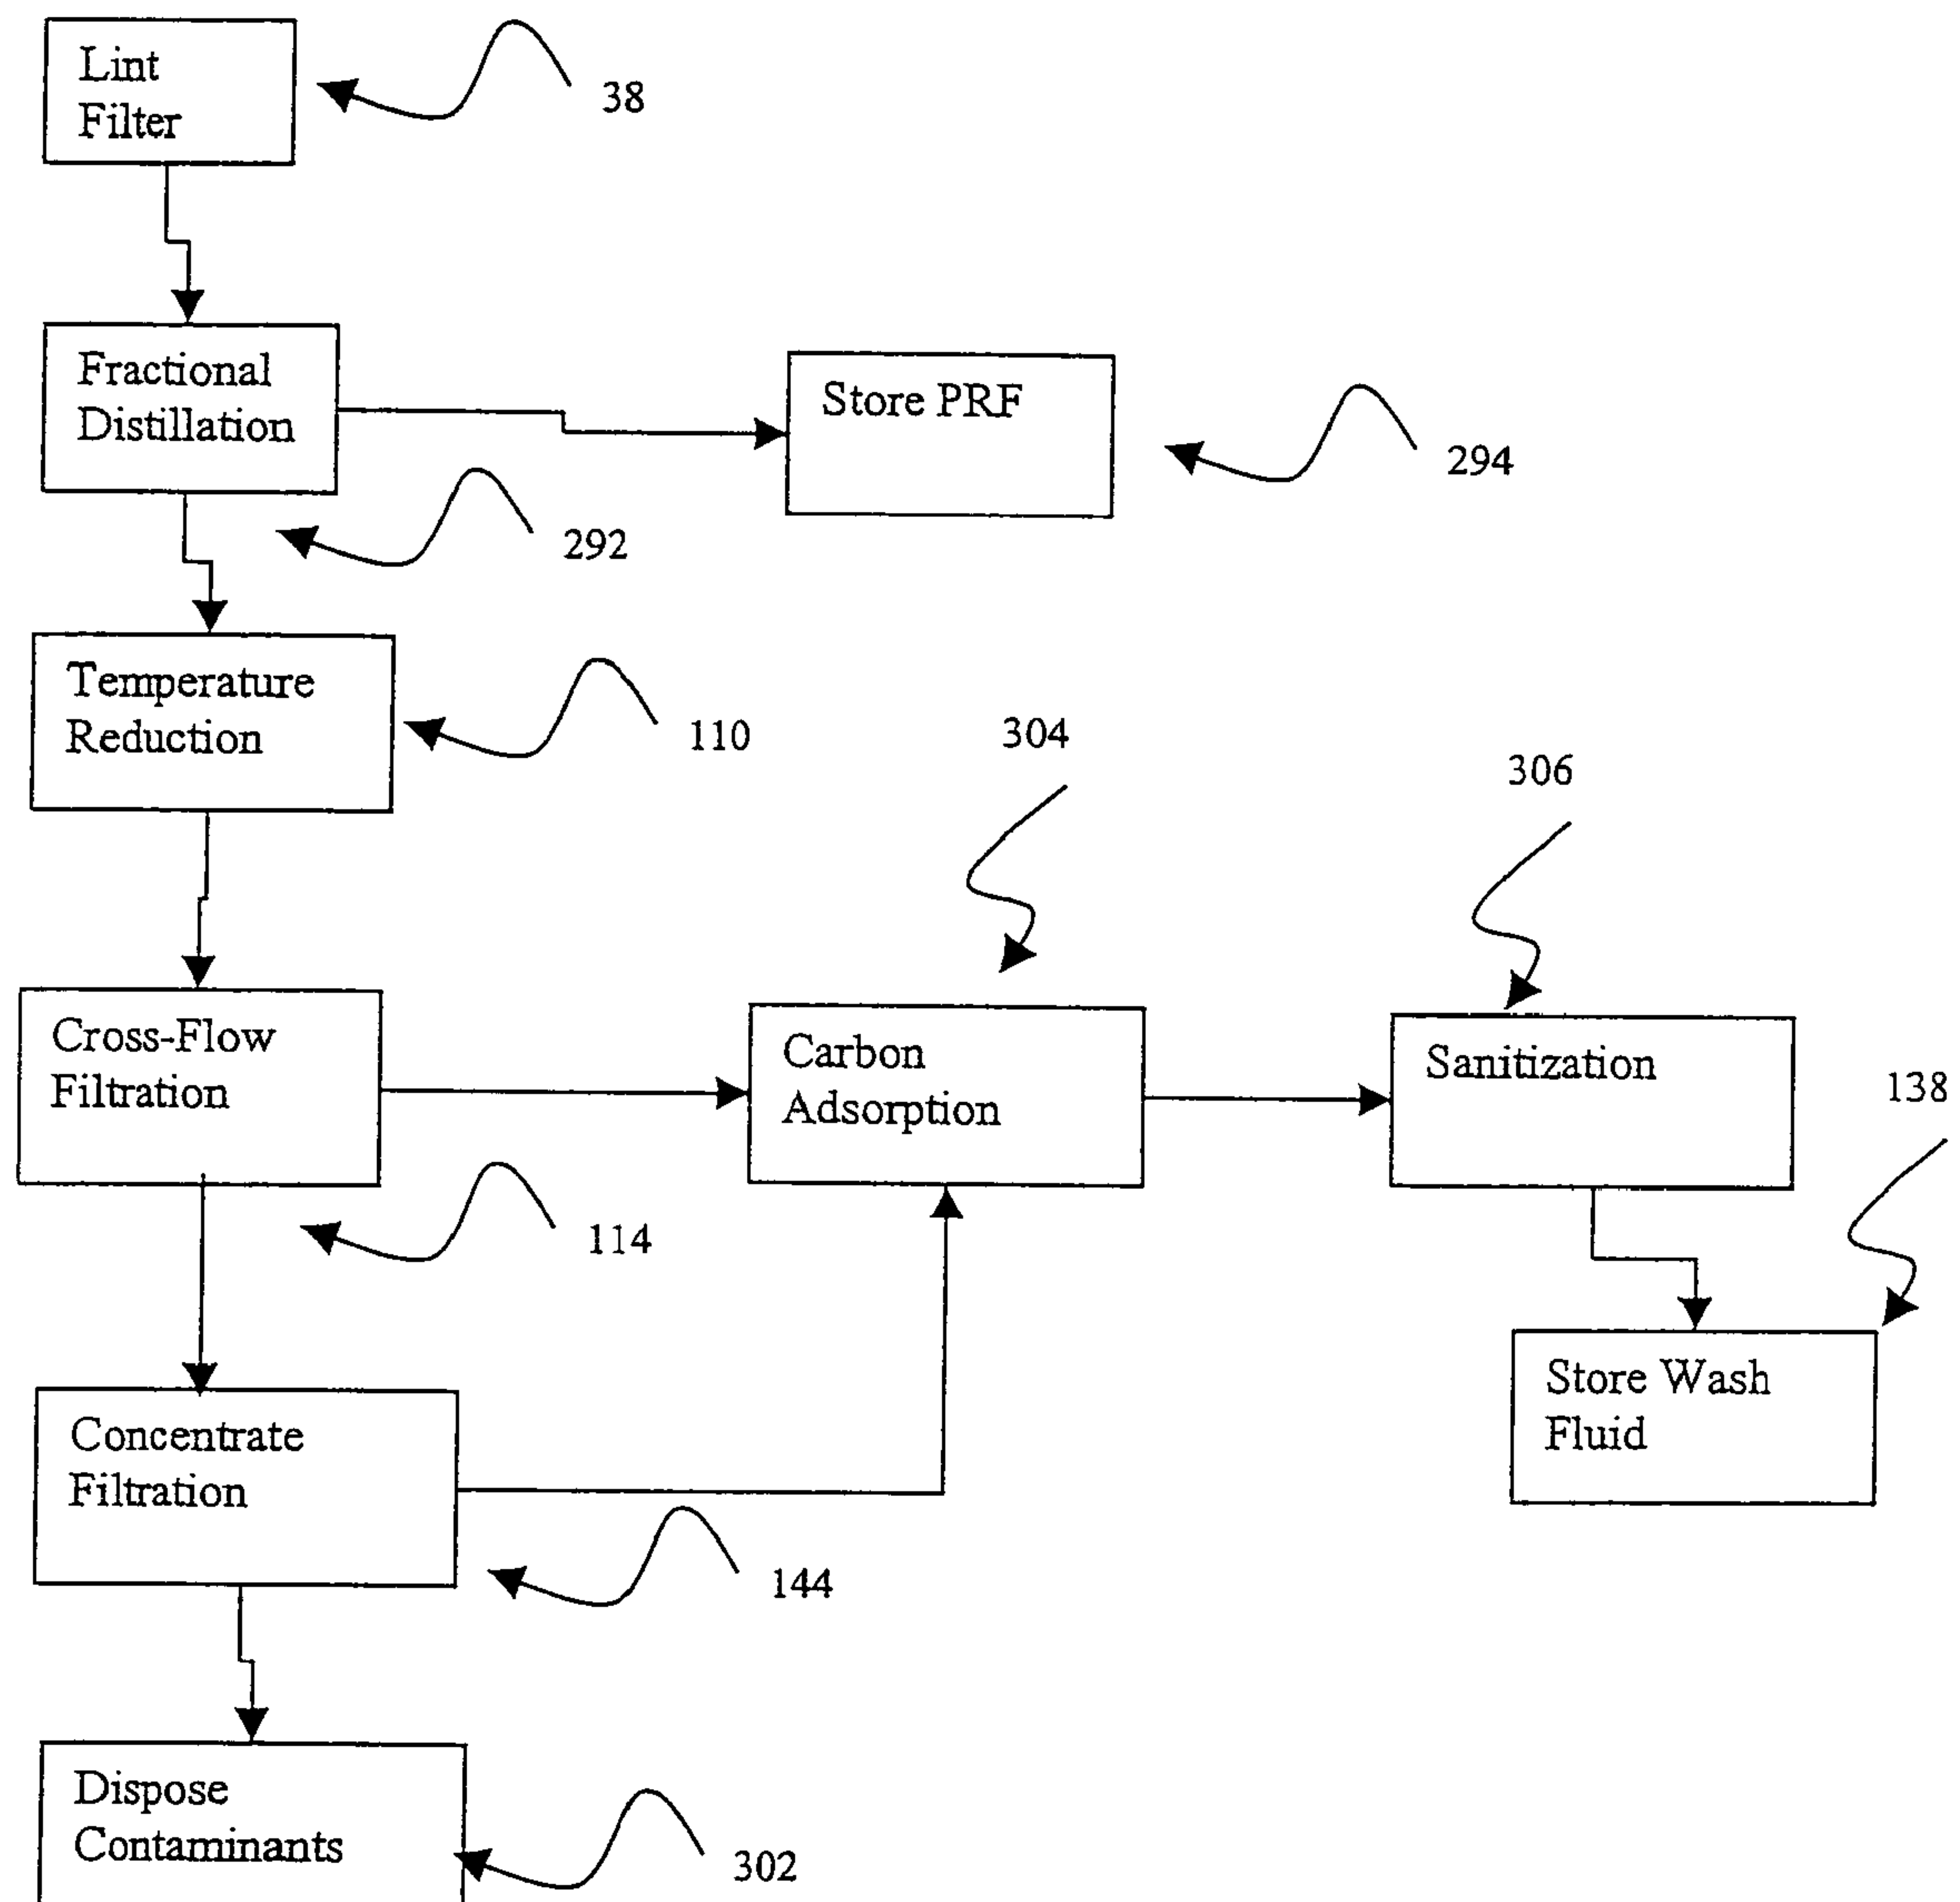 Lint
Filter
38
Fractional
Distillation
Store PRF
294
292
Temperature
Reduction
110
304
306
Cross-Flow
Filtration
Carbon
Adsorption
Sanitization
138
114
Store Wash
Fluid
Concentrate
Filtration
144
Dispose
Contaminants
302